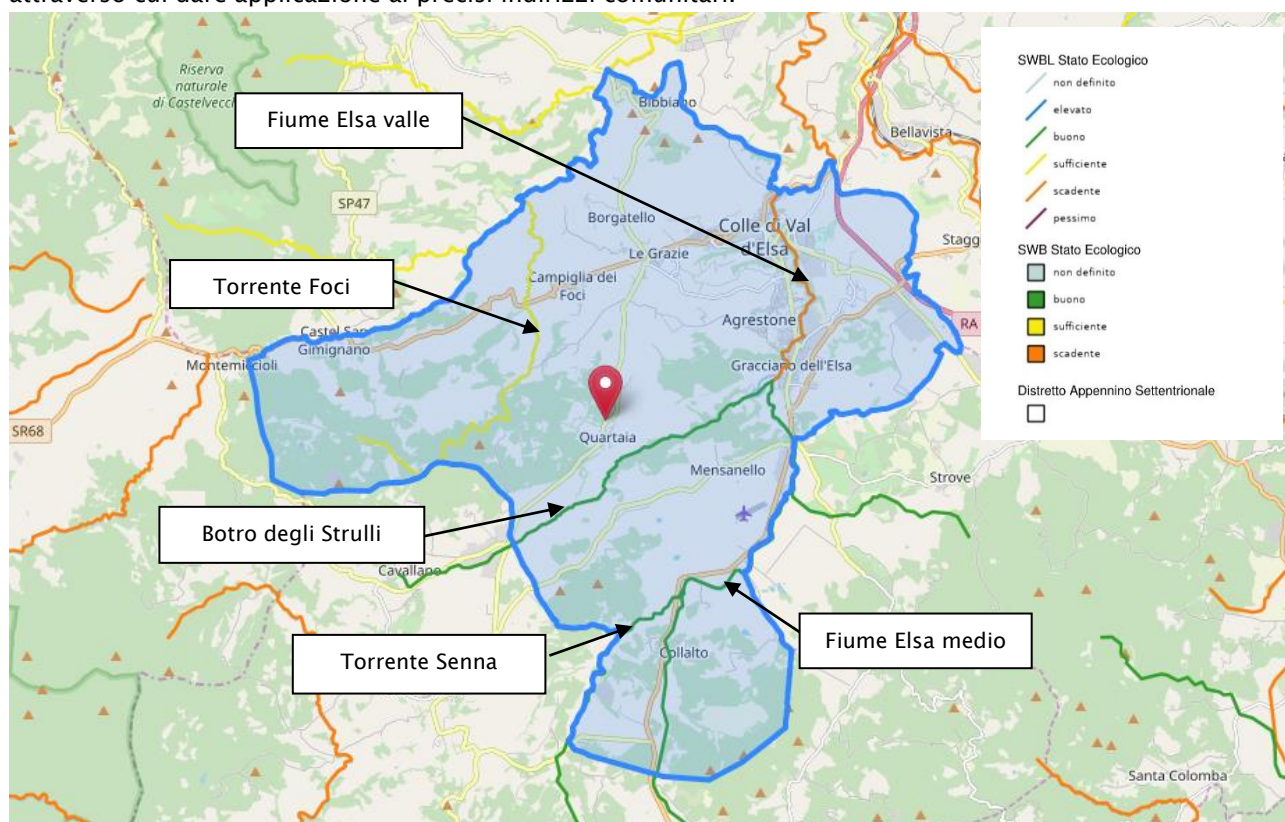 attraverso cui dare applicazione ai precisi indirizzi comunitari.
Riserva
naturale
di Castelvecc
Fiume Elsa valle
Bibbiano
Bellavista
SP47
Borgatello
Colle di Val
d'Elsa
Le Grazie
Stagg
Torrente Foci
Campiglia dei
Foci
Agrestone
RA
Castel San
Gimignano
Montemiccioli
Gracciano dell'Elsa
SR68
Quartaia
Mensanello
Strove
Botro degli Strulli
Cavallano
Fiume Elsa medio
Torrente Senna
Collalto
Santa Colomba
SWBL Stato Ecologico
non definito
elevato
buono
sufficiente
scadente
pessimo
SWB Stato Ecologico
non definito
buono
sufficiente
scadente
Distretto Appennino Settentrionale